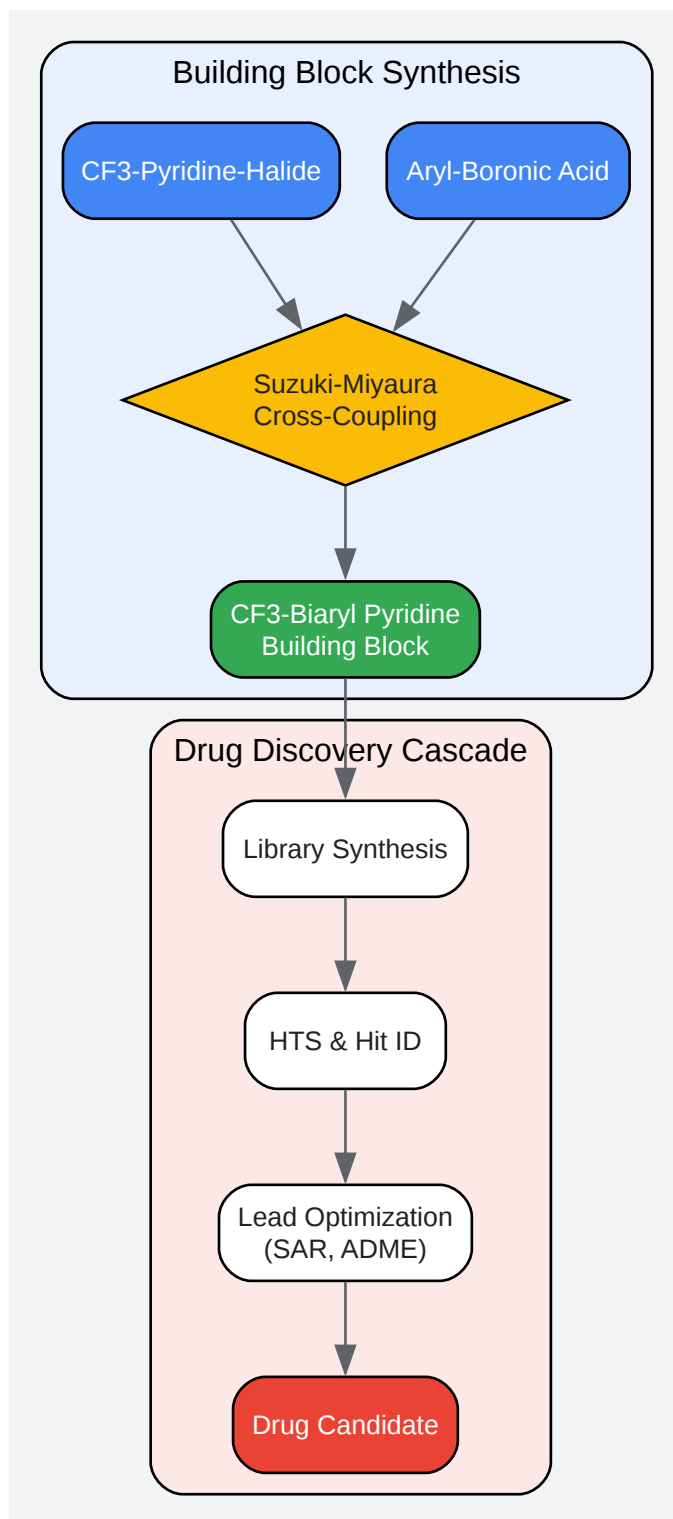 Building Block Synthesis
CF3-Pyridine-Halide
Aryl-Boronic Acid
Suzuki-Miyaura
Cross-Coupling
CF3-Biaryl Pyridine
Building Block
Drug Discovery Cascade
Library Synthesis
HTS & Hit ID
Lead Optimization
(SAR, ADME)
Drug Candidate